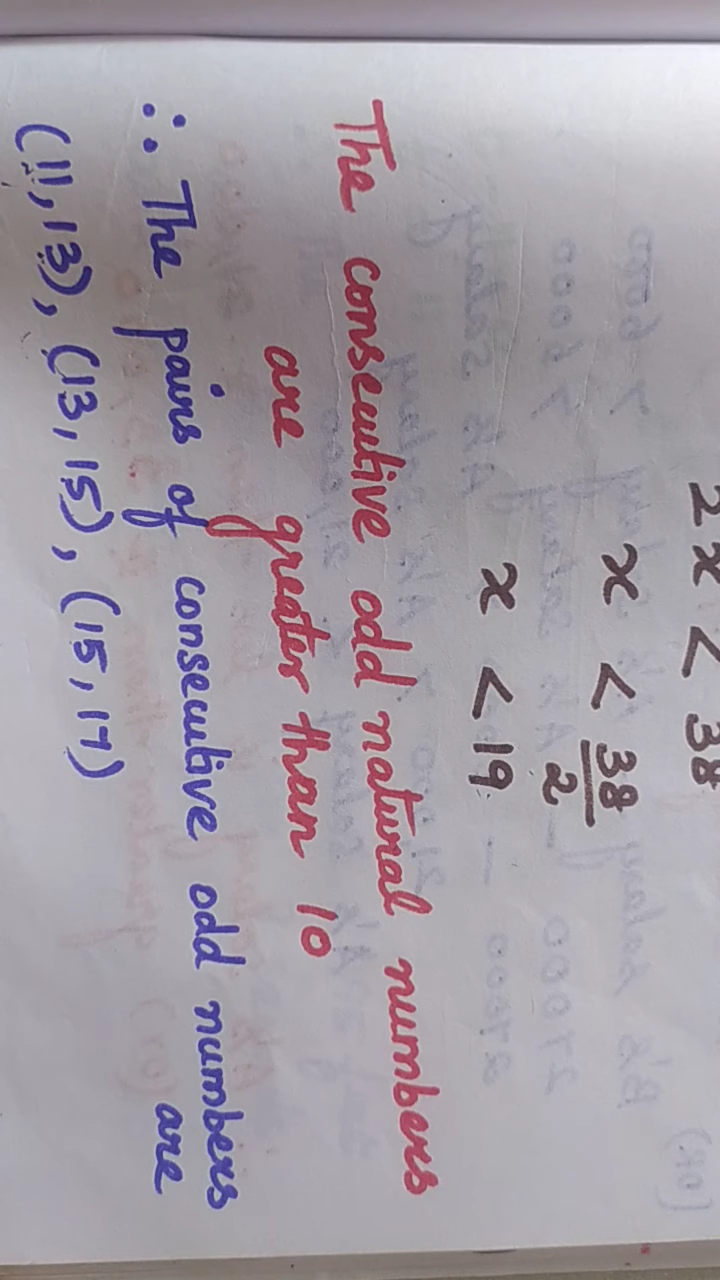 2x < 38
x < 38/2
x < 19
The consecutive odd natural numbers
are greater than 10
∴ The pairs of consecutive odd numbers
are
(11, 13), (13, 15), (15, 17)